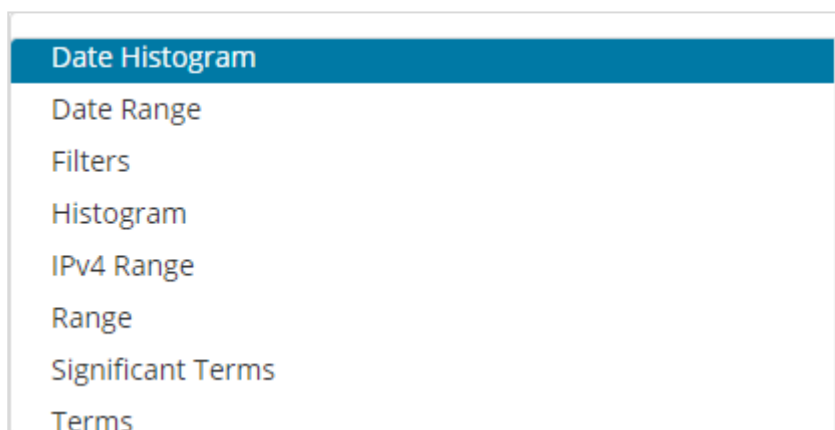 Date Histogram
Date Range
Filters
Histogram
IPv4 Range
Range
Significant Terms
Terms